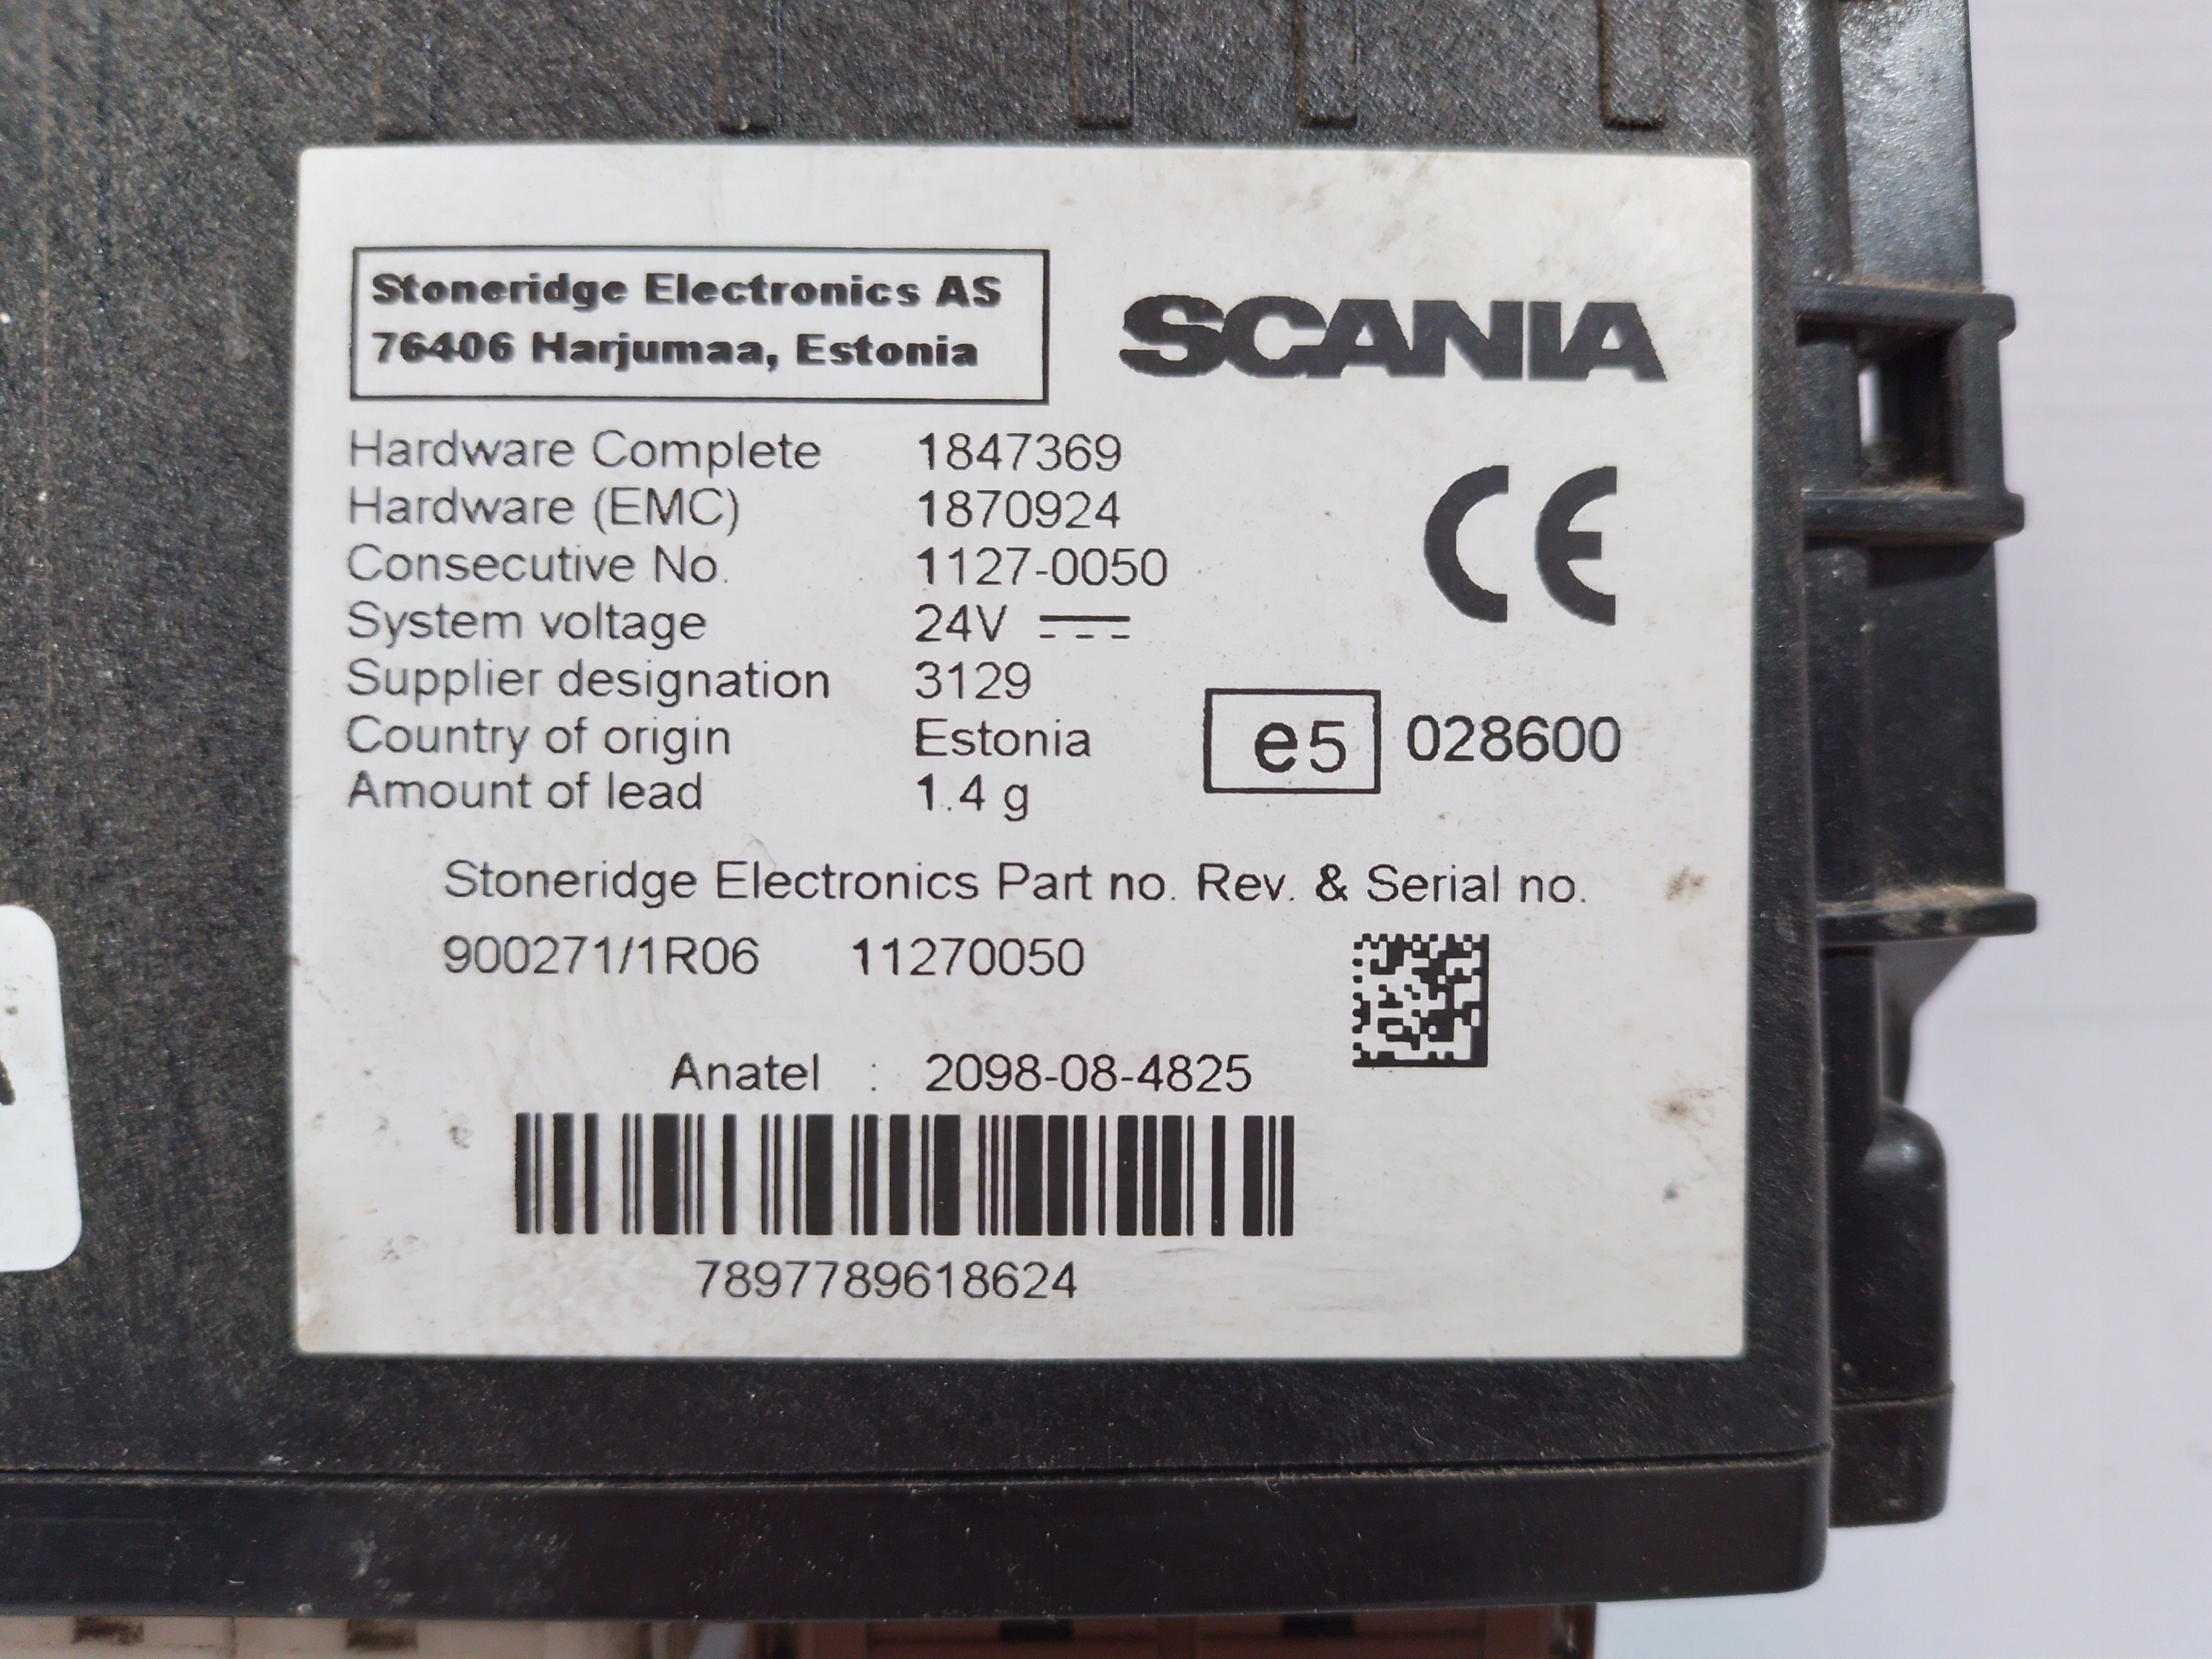 Stoneridge Electronics AS
76406 Harjumaa, Estonia
SCANIA
Hardware Complete 1847369
Hardware (EMC) 1870924
Consecutive No. 1127-0050
System voltage 24V
Supplier designation 3129
Country of origin Estonia
Amount of lead 1.4 g
CE
e5 028600
Stoneridge Electronics Part no. Rev. & Serial no.
900271/1R06 11270050
Anatel : 2098-08-4825
7897789618624